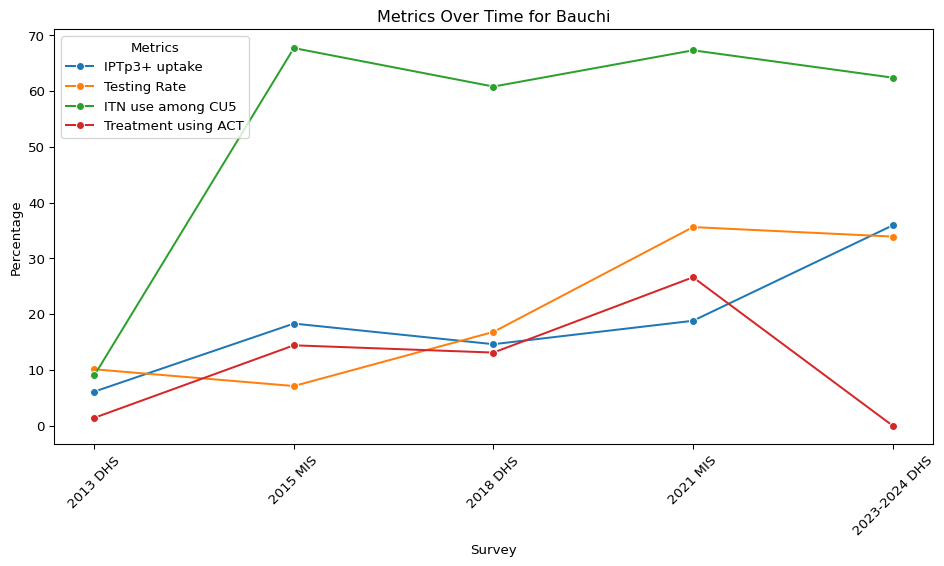 Metrics Over Time for Bauchi
Metrics
IPTp3+ uptake
Testing Rate
ITN use among CU5
Treatment using ACT
Percentage
70
60
50
40
30
20
10
0
2013 DHS
2015 MIS
2018 DHS
2021 MIS
2023-2024 DHS
Survey